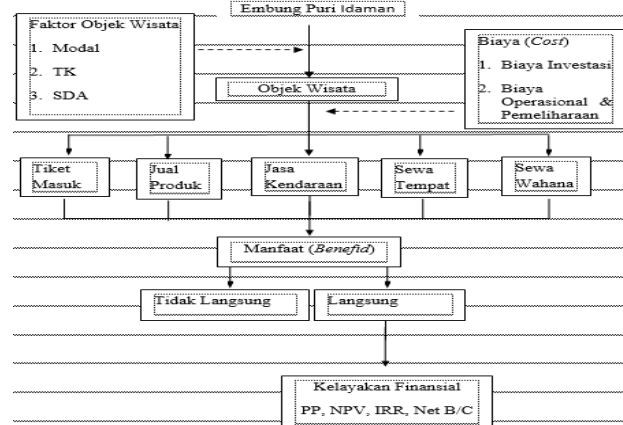 Embung Puri Idaman
Faktor Objek Wisata
1. Modal
2. TK
3. SDA
Biaya (Cost)
1. Biaya Investasi
2. Biaya
Operasional &
Pemeliharaan
Objek Wisata
Tiket
Masuk
Jual
Produk
Jasa
Kendaraan
Sewa
Tempat
Sewa
Wahana
Manfaat (Benefid)
Tidak Langsung
Langsung
Kelayakan Finansial
PP, NPV, IRR, Net B/C